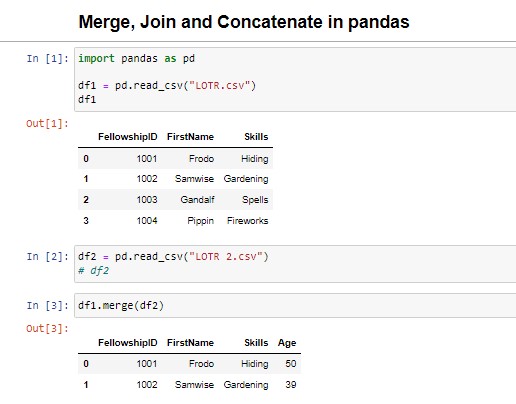 Merge, Join and Concatenate in pandas
In [1]: import pandas as pd
df1 = pd.read_csv("LOTR.csv")
df1
Out[1]:
FellowshipID FirstName Skills
0 1001 Frodo Hiding
1 1002 Samwise Gardening
2 1003 Gandalf Spells
3 1004 Pippin Fireworks
In [2]: df2 = pd.read_csv("LOTR 2.csv")
# df2
In [3]: df1.merge(df2)
Out[3]:
FellowshipID FirstName Skills Age
0 1001 Frodo Hiding 50
1 1002 Samwise Gardening 39